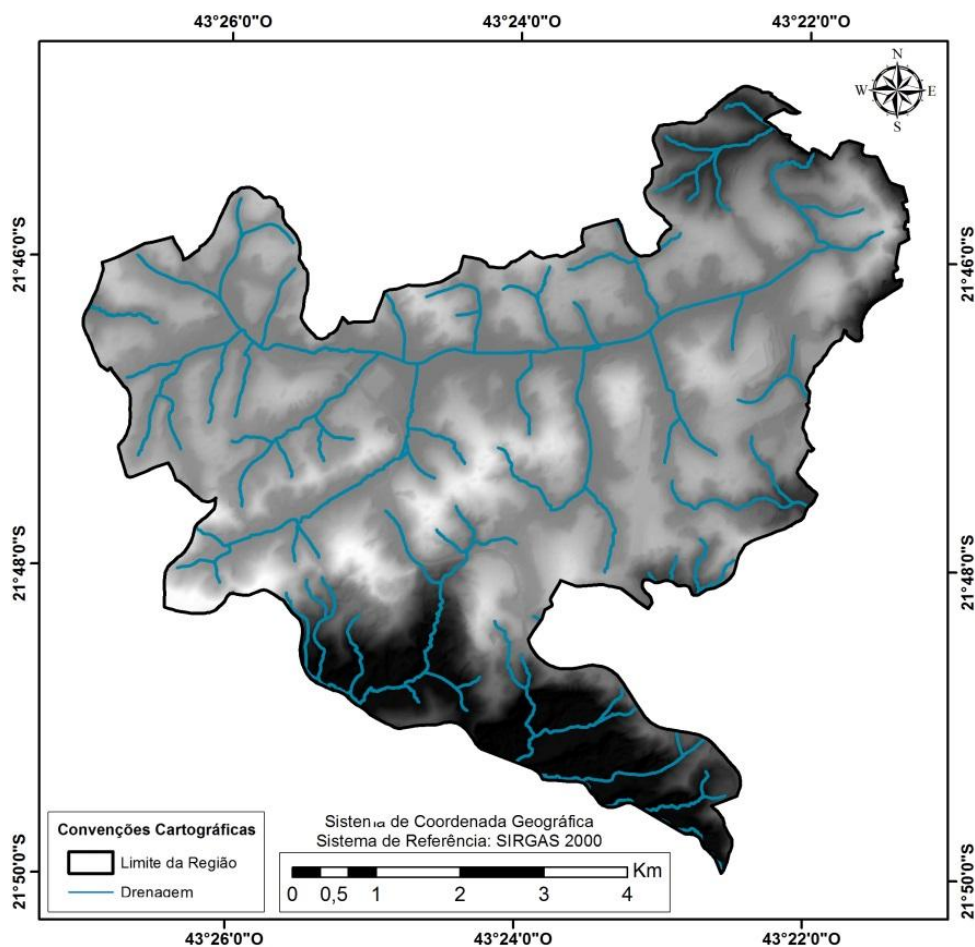 43°26'0"O 43°24'0"O 43°22'0"O
N
W E
S
21°46'0"S 21°46'0"S
21°48'0"S 21°48'0"S
21°50'0"S 21°50'0"S
Convenções Cartográficas
Limite da Região
Drenagem
Sistema de Coordenada Geográfica
Sistema de Referência: SIRGAS 2000
Km
0 0,5 1 2 3 4
43°26'0"O 43°24'0"O 43°22'0"O